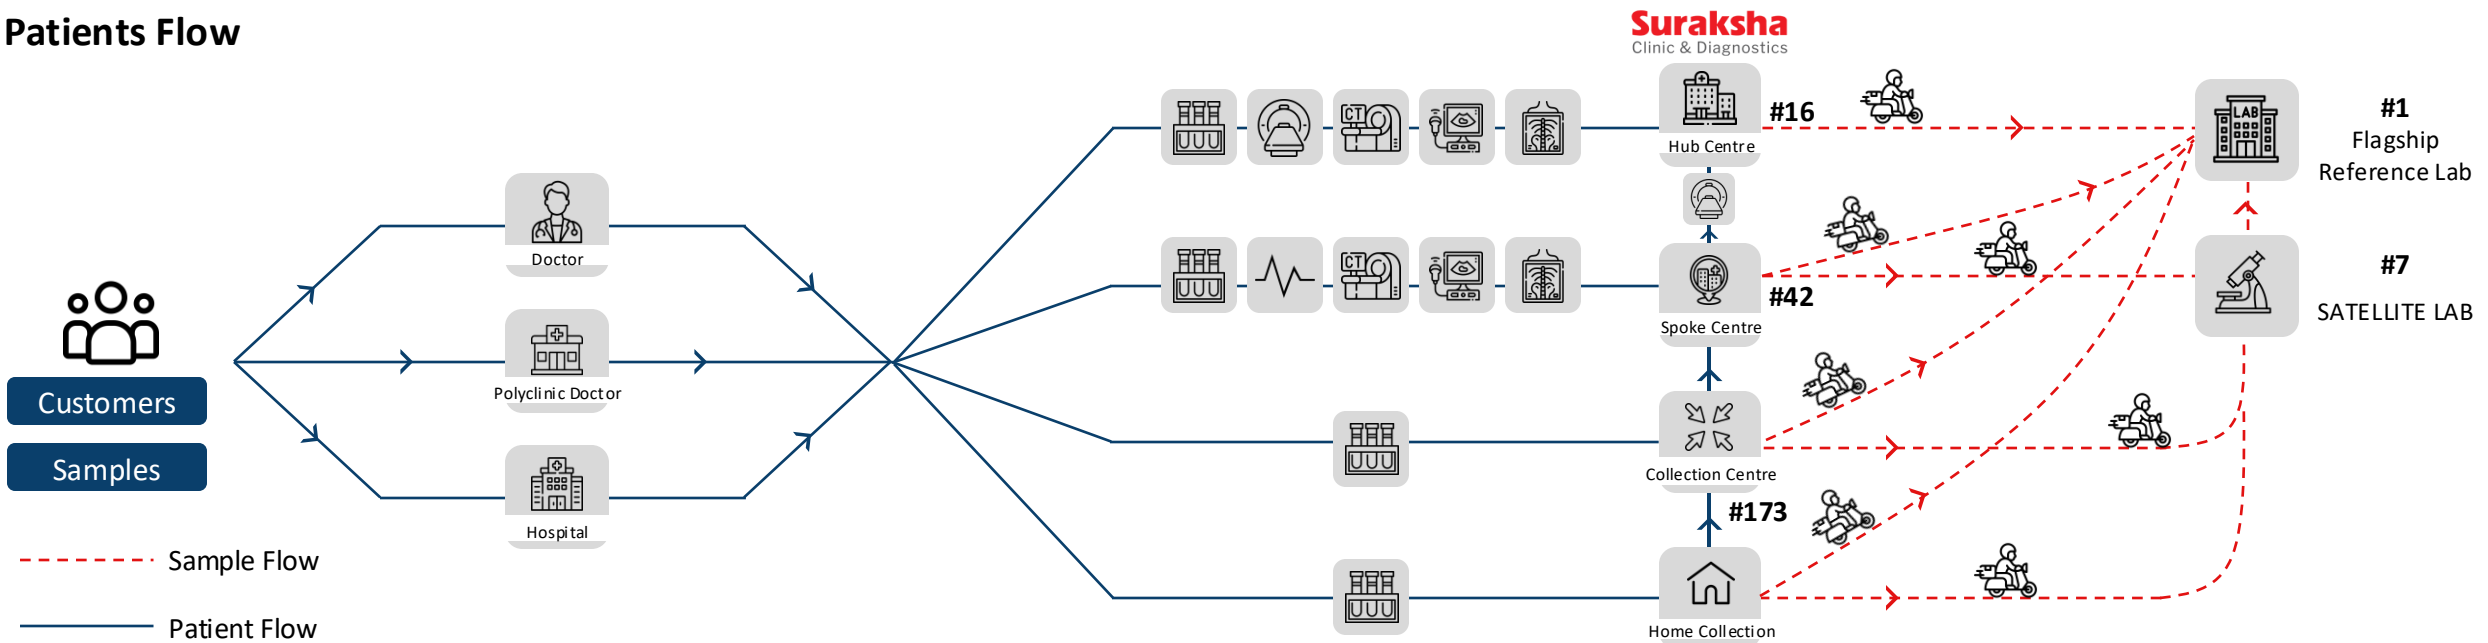 Patients Flow
Suraksha
Clinic & Diagnostics
Customers
Samples
Sample Flow
Patient Flow
Doctor
Polyclinic Doctor
Hospital
CT
#16
Hub Centre
CT
#42
Spoke Centre
Collection Centre
#173
Home Collection
LAB
#1
Flagship
Reference Lab
#7
SATELLITE LAB